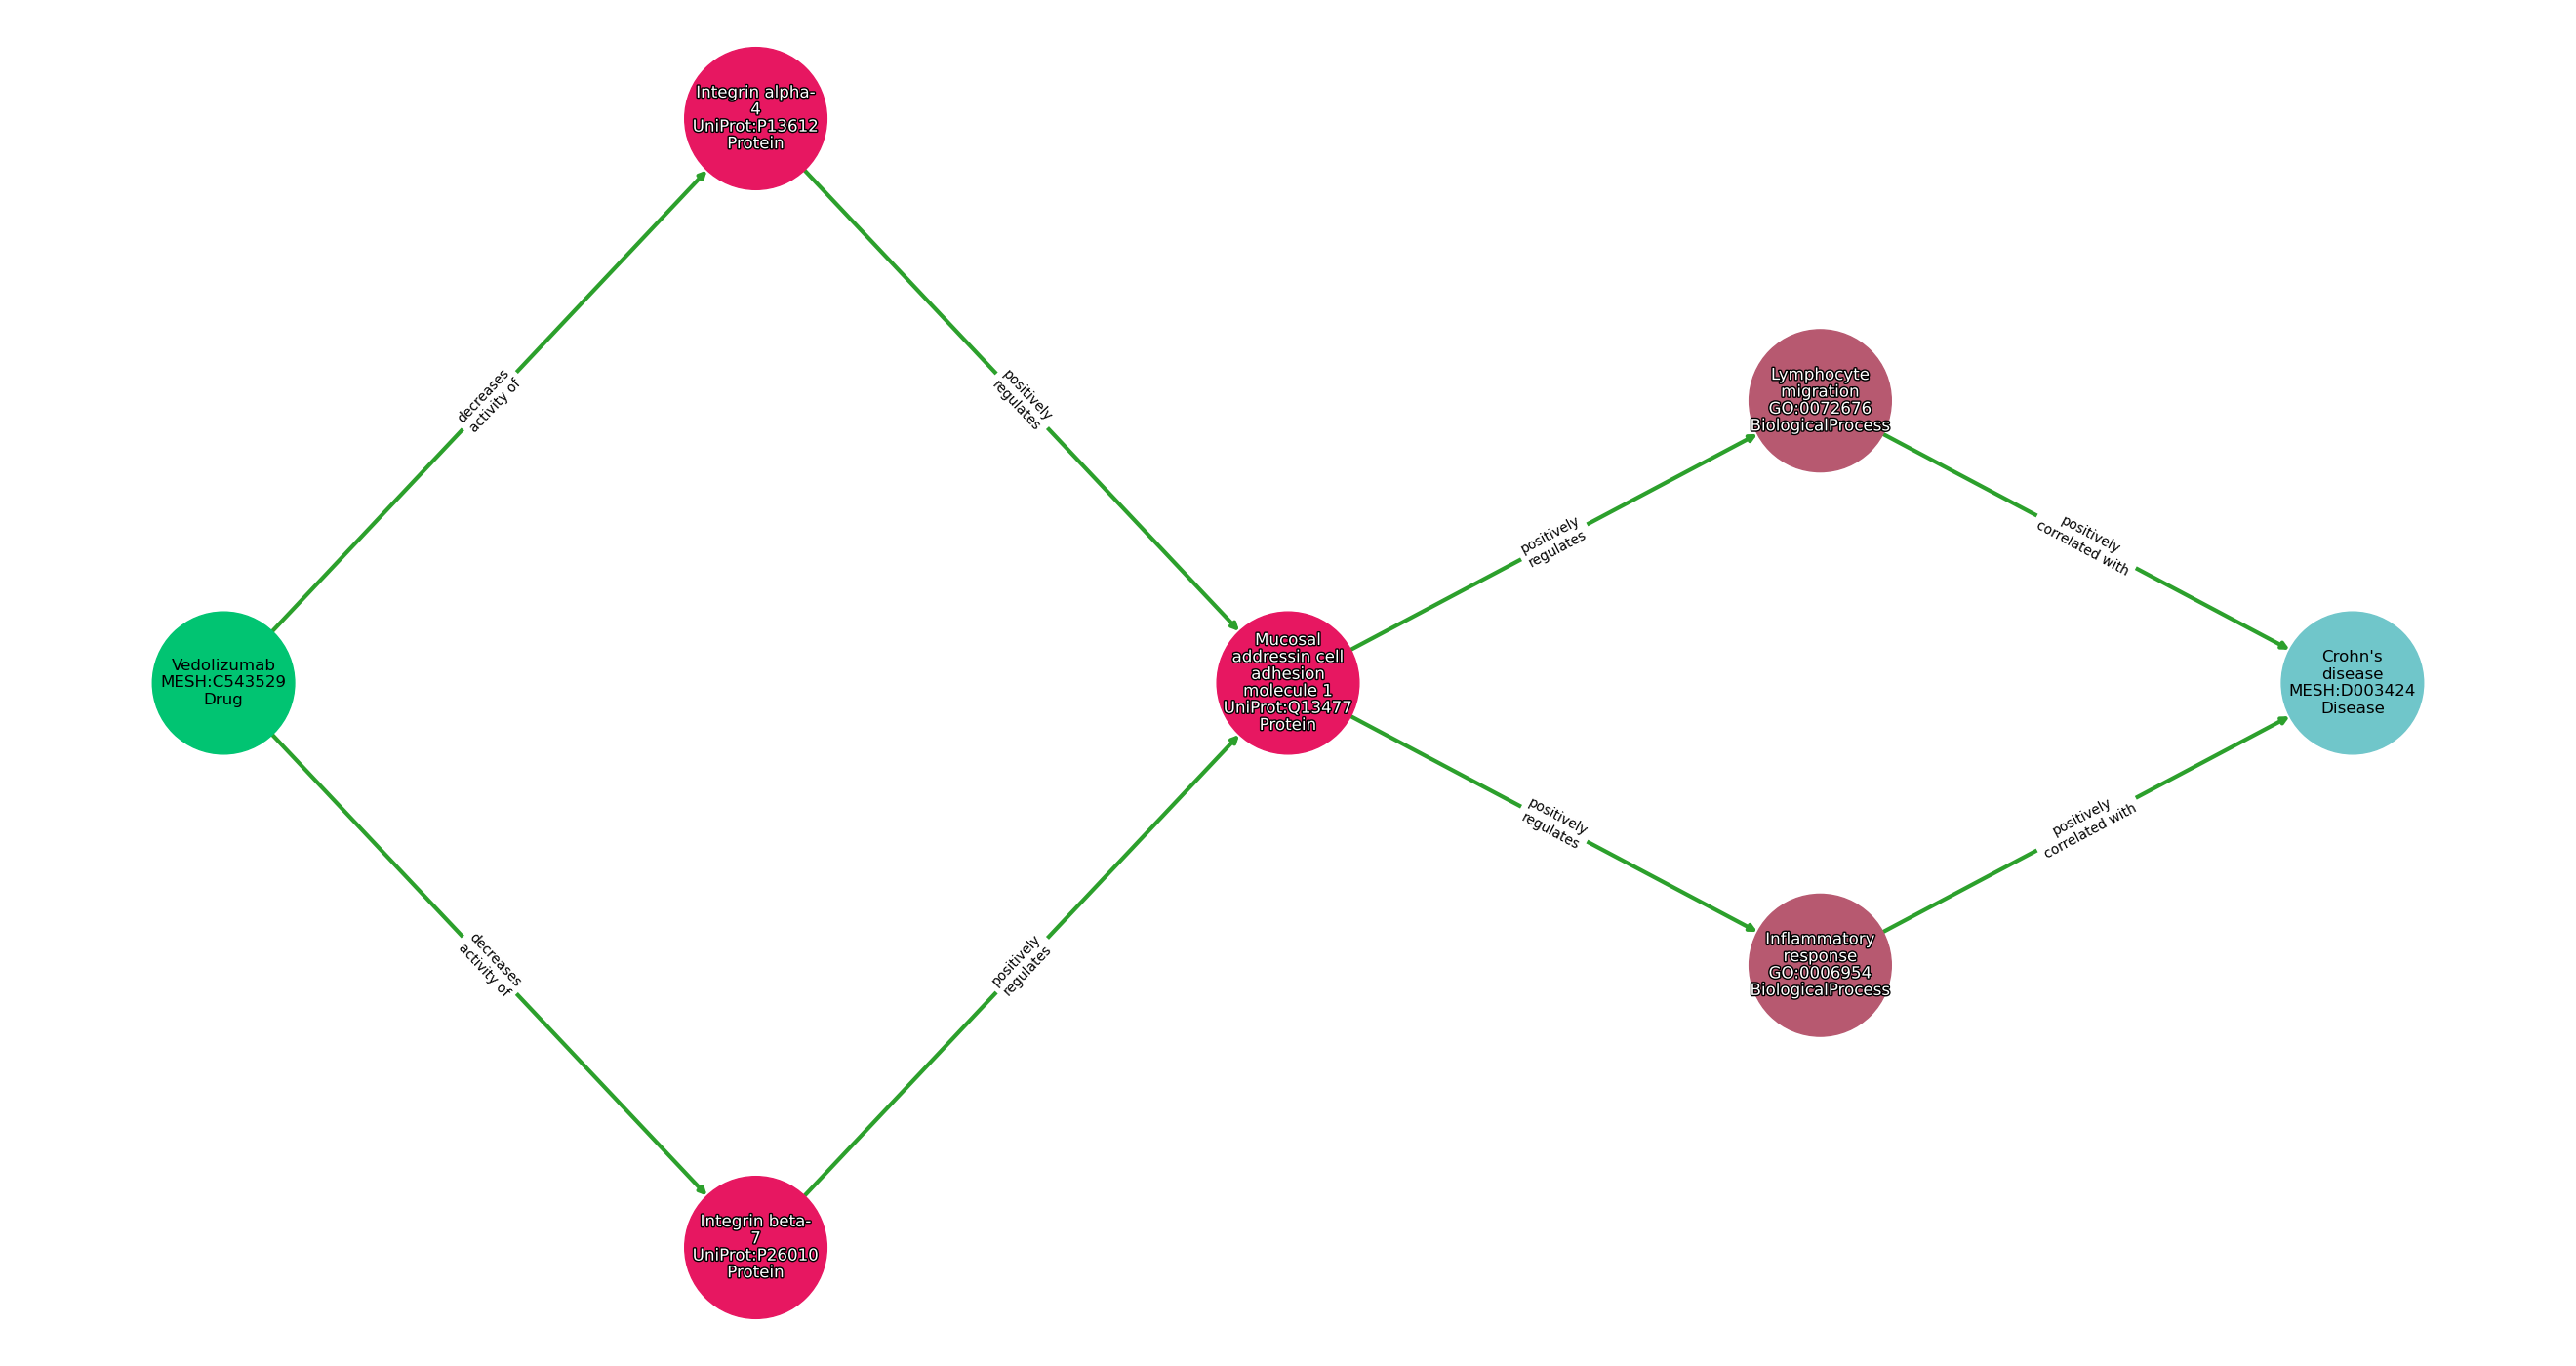 Integrin alpha-
4
UniProt:P13612
Protein
decreases
activity of
positively
regulates
Lymphocyte
migration
GO:0072676
BiologicalProcess
positively
regulates
positively
correlated with
Vedolizumab
MESH:C543529
Drug
Mucosal
addressin cell
adhesion
molecule 1
UniProt:Q13477
Protein
Crohn's
disease
MESH:D003424
Disease
positively
regulates
positively
correlated with
decreases
activity of
positively
regulates
Inflammatory
response
GO:0006954
BiologicalProcess
Integrin beta-
7
UniProt:P26010
Protein